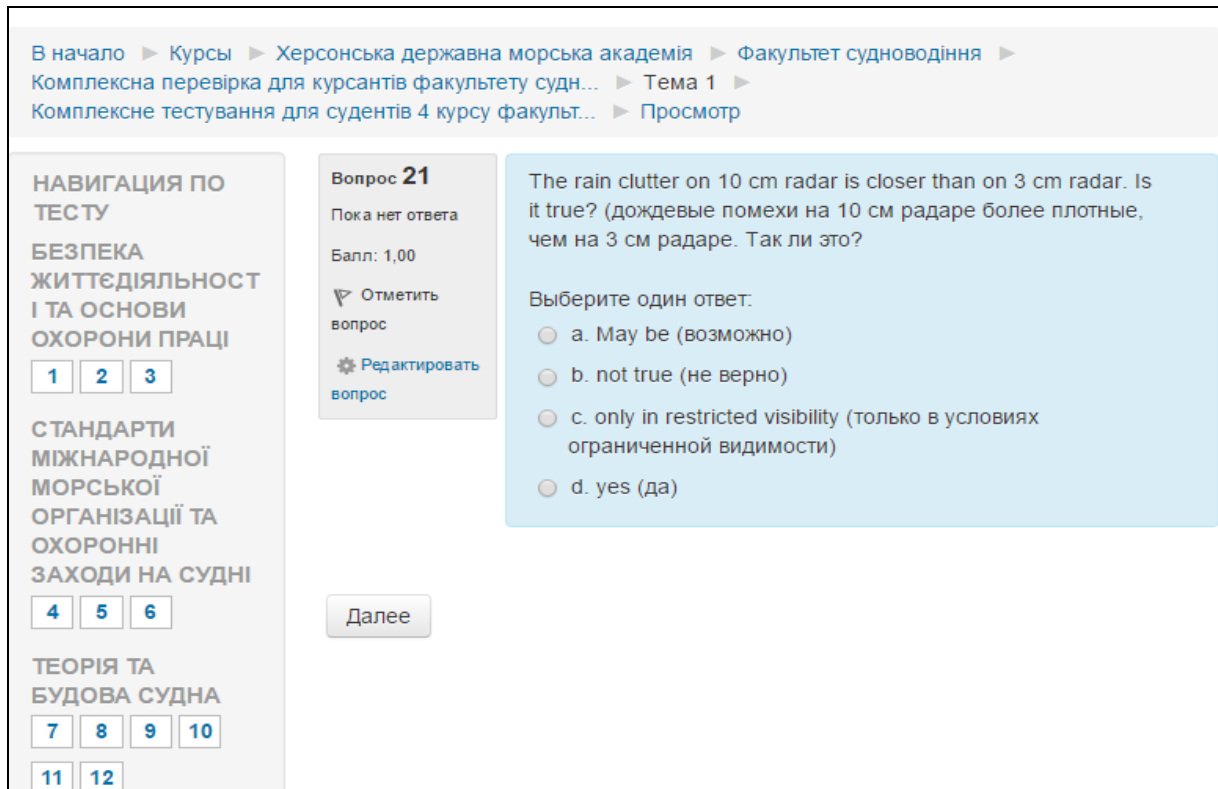 В начало ► Курсы ► Херсонська державна морська академія ► Факультет судноводіння ►
Комплексна перевірка для курсантів факультету судн... ► Тема 1 ►
Комплексне тестування для судентів 4 курсу факульт... ► Просмотр
НАВИГАЦИЯ ПО
ТЕСТУ
БЕЗПЕКА
ЖИТТЄДІЯЛЬНОСТ
І ТА ОСНОВИ
ОХОРОНИ ПРАЦІ
1 2 3
СТАНДАРТИ
МІЖНАРОДНОЇ
МОРСЬКОЇ
ОРГАНІЗАЦІЇ ТА
ОХОРОННІ
ЗАХОДИ НА СУДНІ
4 5 6
ТЕОРІЯ ТА
БУДОВА СУДНА
7 8 9 10
11 12
Вопрос 21
Пока нет ответа
Балл: 1,00
Отметить
вопрос
Редактировать
вопрос
The rain clutter on 10 cm radar is closer than on 3 cm radar. Is
it true? (дождевые помехи на 10 см радаре более плотные,
чем на 3 см радаре. Так ли это?
Выберите один ответ:
a. May be (возможно)
b. not true (не верно)
c. only in restricted visibility (только в условиях
ограниченной видимости)
d. yes (да)
Далее